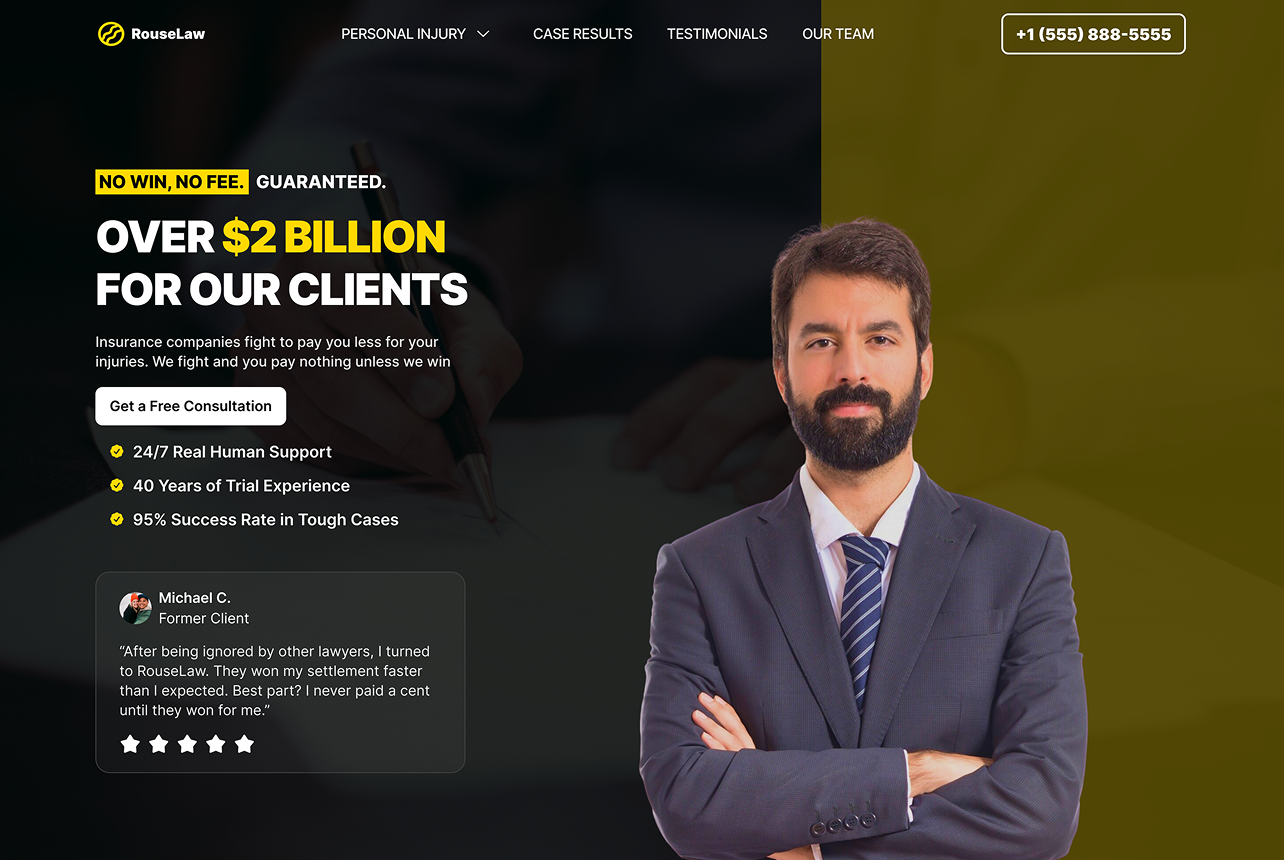 RouseLaw
PERSONAL INJURY
CASE RESULTS
TESTIMONIALS
OUR TEAM
+1 (555) 888-5555
NO WIN, NO FEE. GUARANTEED.
OVER $2 BILLION
FOR OUR CLIENTS
Insurance companies fight to pay you less for your
injuries. We fight and you pay nothing unless we win
Get a Free Consultation
24/7 Real Human Support
40 Years of Trial Experience
95% Success Rate in Tough Cases
Michael C.
Former Client
“After being ignored by other lawyers, I turned
to RouseLaw. They won my settlement faster
than I expected. Best part? I never paid a cent
until they won for me.”